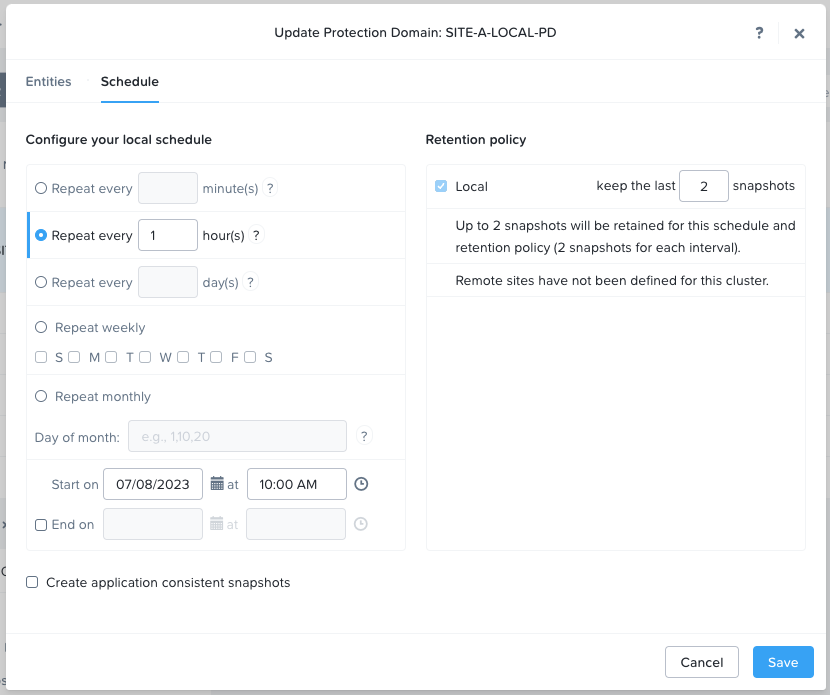 Update Protection Domain: SITE-A-LOCAL-PD
?
Entities Schedule
Configure your local schedule
Repeat every minute(s) ?
Repeat every 1 hour(s) ?
Repeat every day(s) ?
Repeat weekly
S M T W T F S
Repeat monthly
Day of month: e.g., 1,10,20 ?
Start on 07/08/2023 at 10:00 AM
End on at
Create application consistent snapshots
Retention policy
Local keep the last 2 snapshots
Up to 2 snapshots will be retained for this schedule and
retention policy (2 snapshots for each interval).
Remote sites have not been defined for this cluster.
Cancel Save